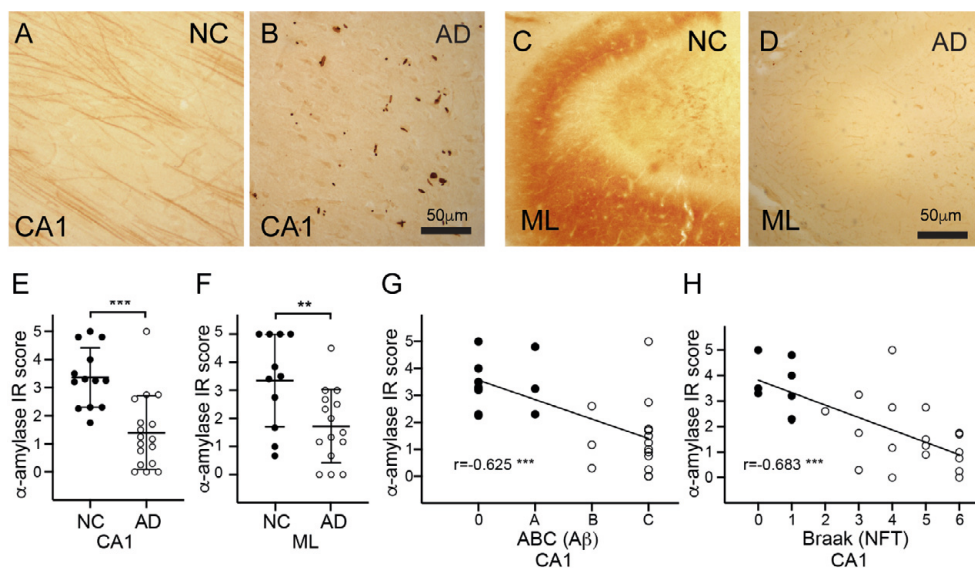 A NC
CA1
B AD
CA1
50µm
C NC
ML
D AD
ML
50µm
E
α-amylase IR score
5
4
3
2
1
0
***
NC AD
CA1
F
α-amylase IR score
5
4
3
2
1
0
**
NC AD
ML
G
α-amylase IR score
5
4
3
2
1
0
r=-0.625 ***
0 A B C
ABC (Aβ)
CA1
H
α-amylase IR score
5
4
3
2
1
0
r=-0.683 ***
0 1 2 3 4 5 6
Braak (NFT)
CA1